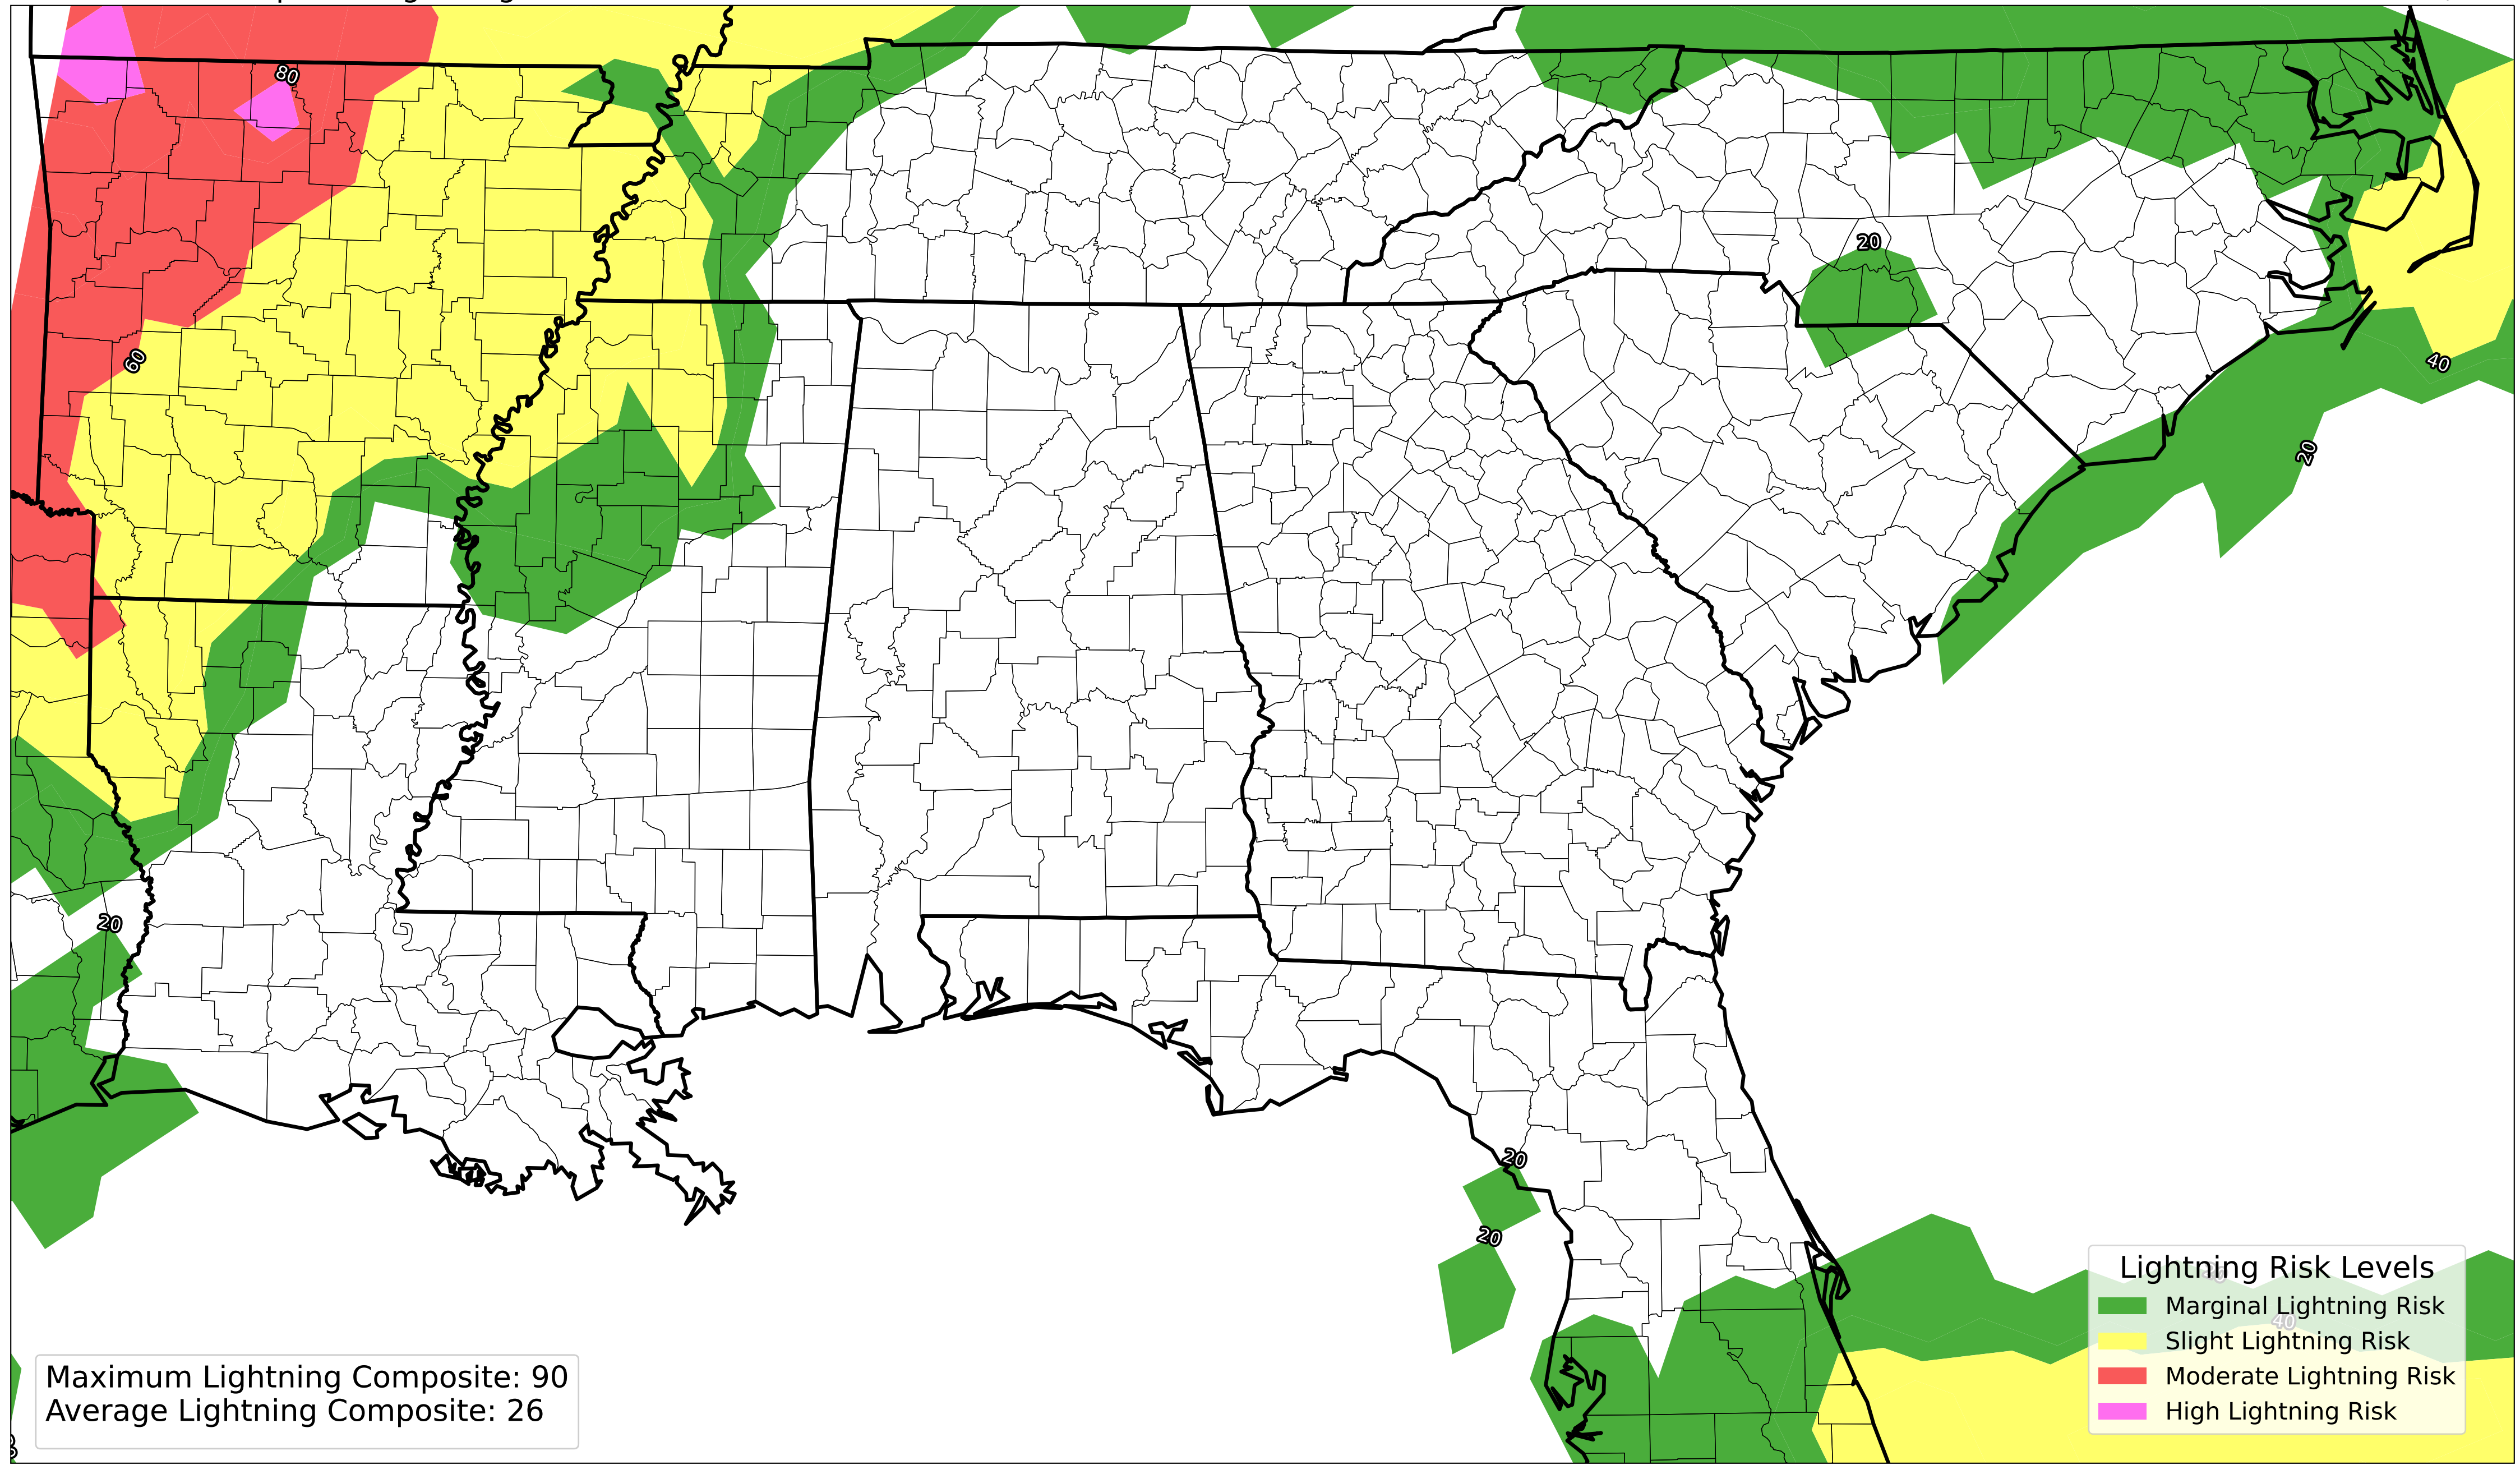 80
20
60
40
20
20
20
20
40
Lightning Risk Levels
Marginal Lightning Risk
Slight Lightning Risk
Moderate Lightning Risk
High Lightning Risk
Maximum Lightning Composite: 90
Average Lightning Composite: 26